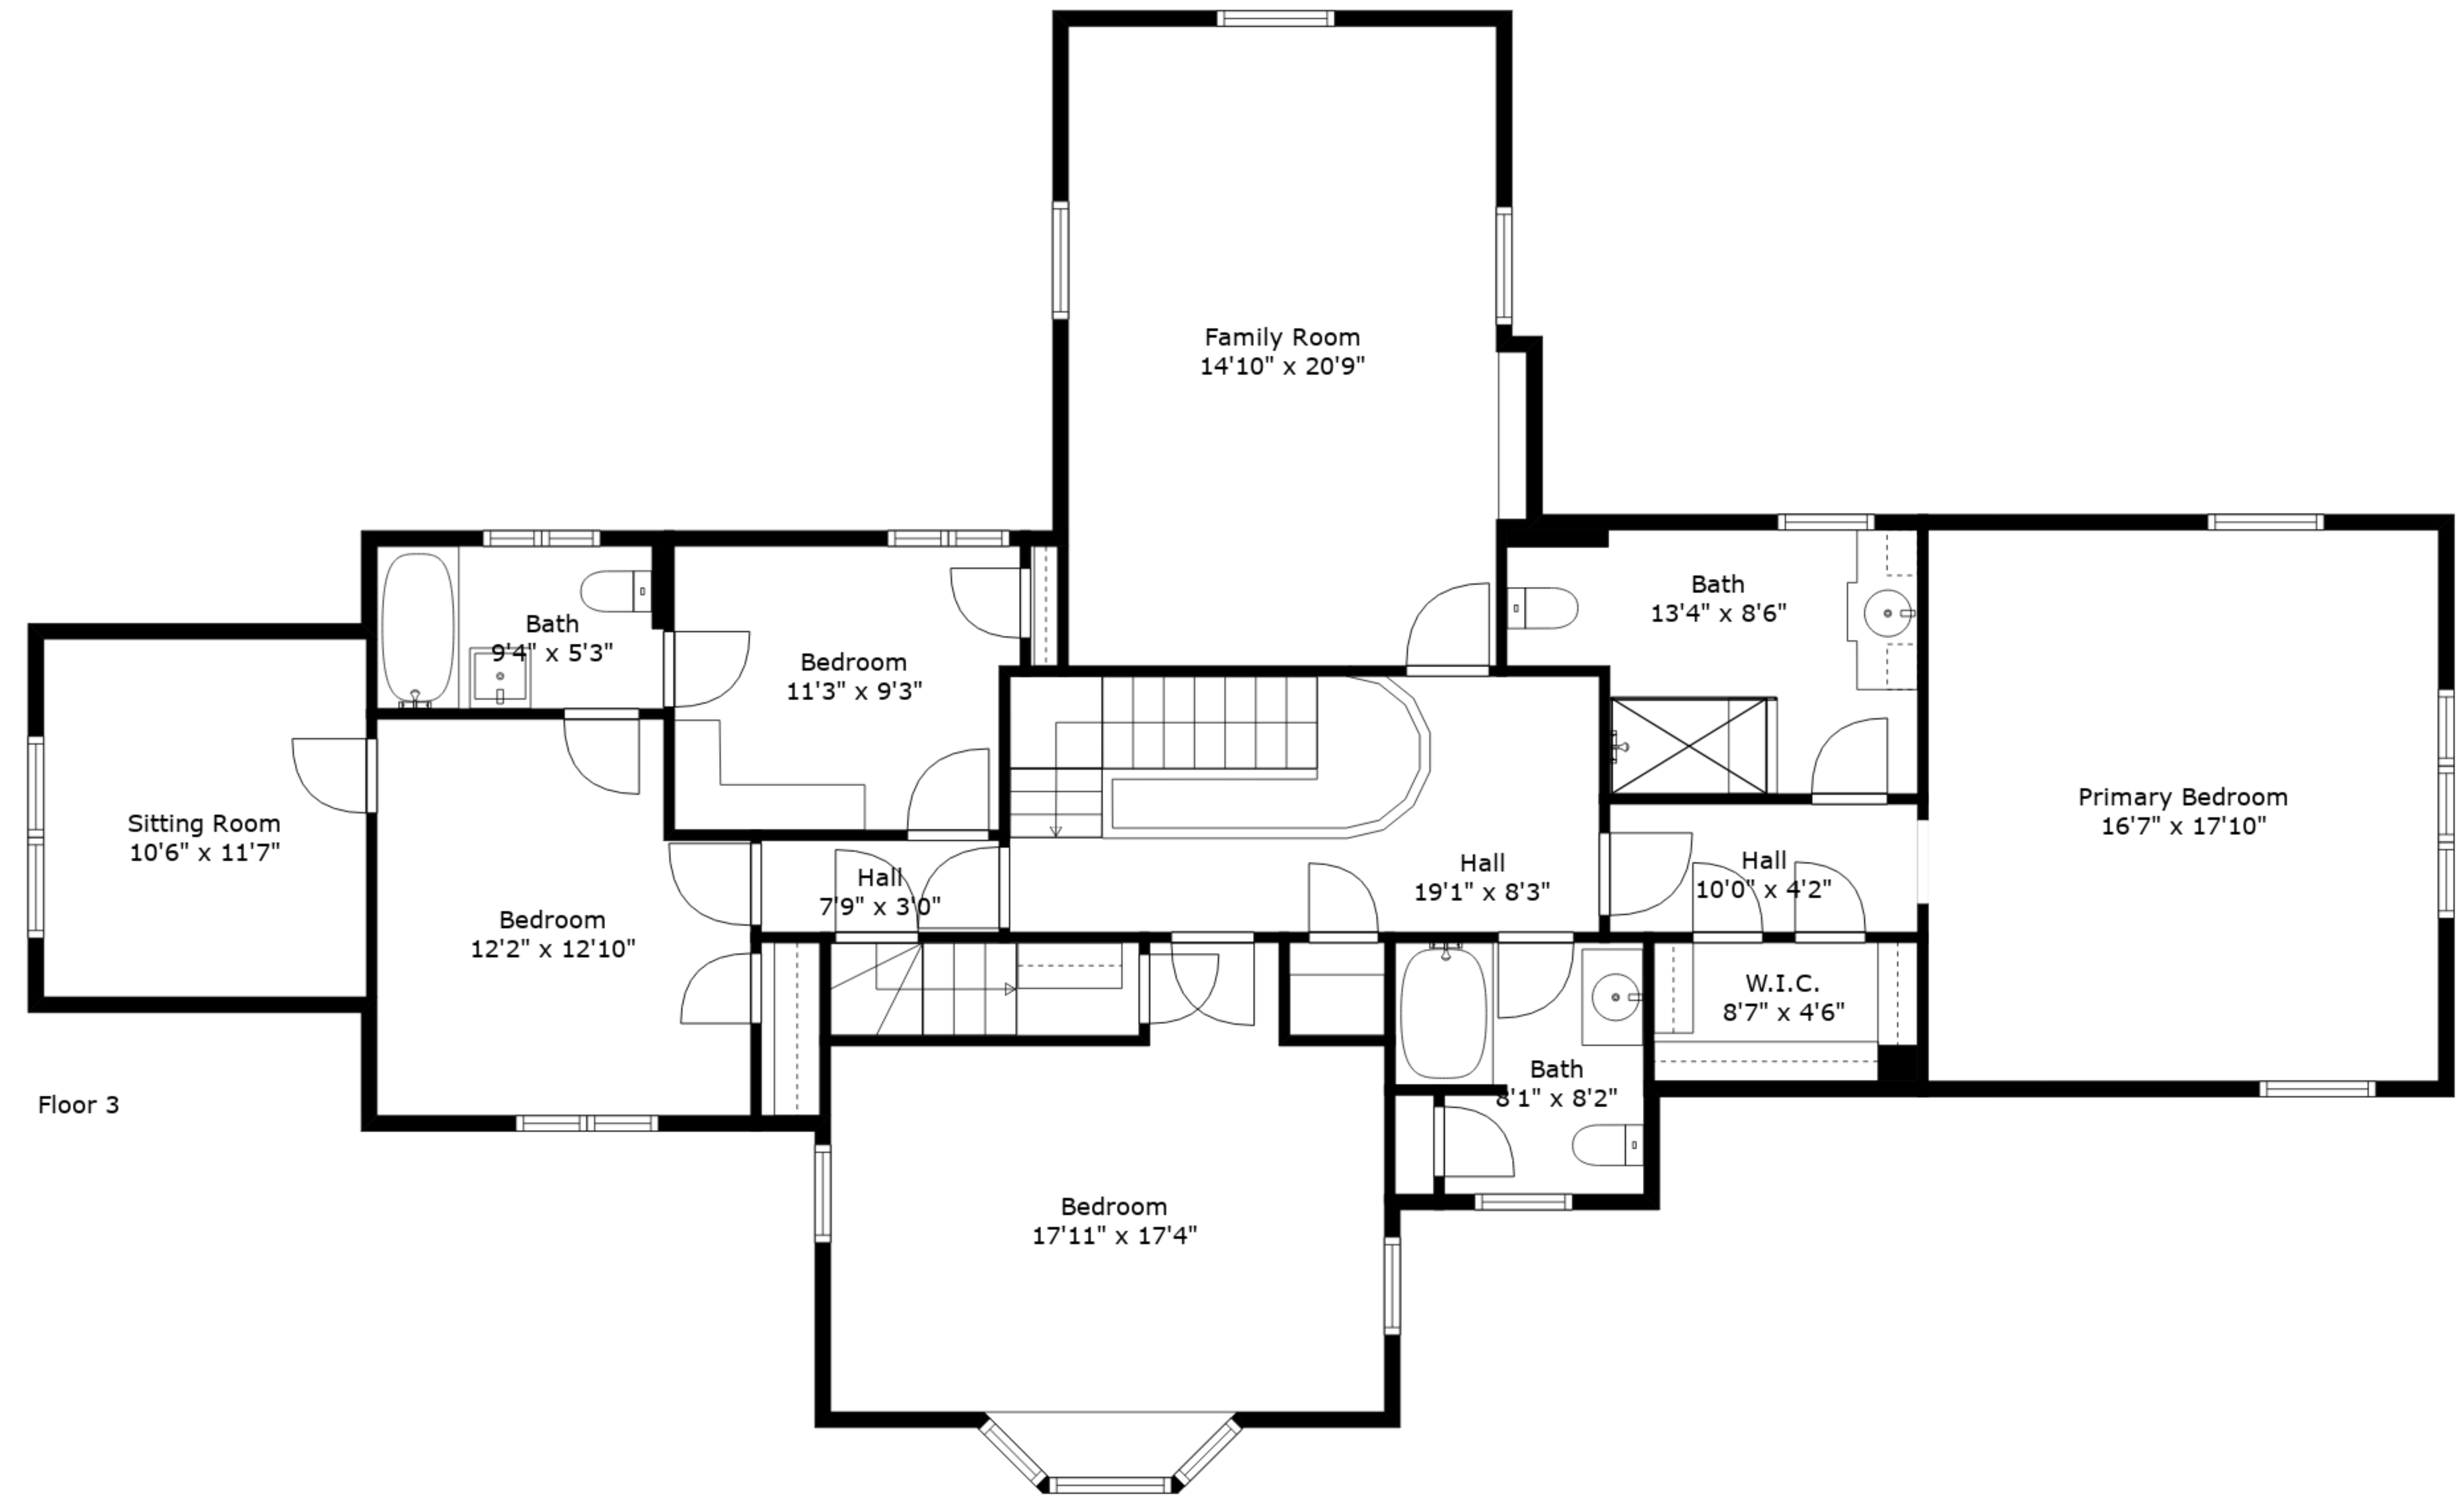 Family Room
14'10" x 20'9"
Bath
13'4" x 8'6"
Bath
9'4" x 5'3"
Bedroom
11'3" x 9'3"
Primary Bedroom
16'7" x 17'10"
Sitting Room
10'6" x 11'7"
Hall
7'9" x 3'0"
Hall
19'1" x 8'3"
Hall
10'0" x 4'2"
Bedroom
12'2" x 12'10"
W.I.C.
8'7" x 4'6"
Bath
8'1" x 8'2"
Floor 3
Bedroom
17'11" x 17'4"